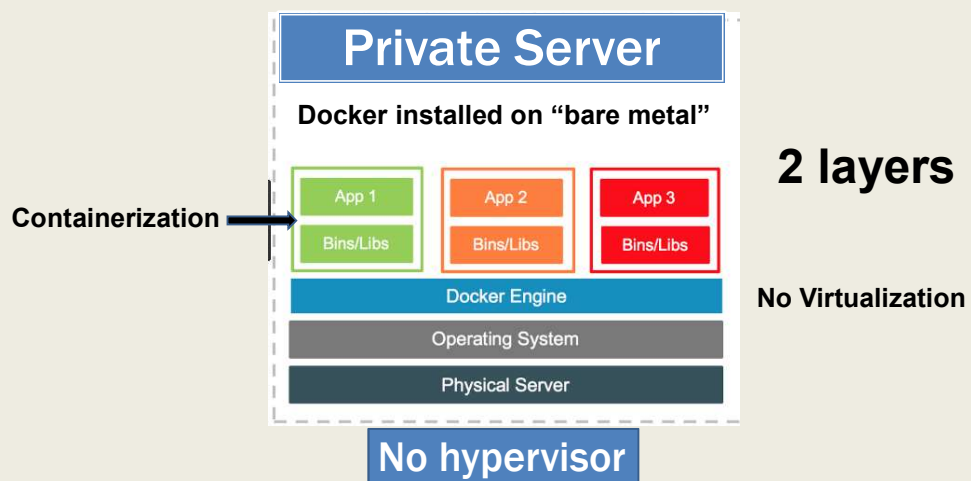 Private Server
Docker installed on “bare metal”
2 layers
Containerization
App 1
App 2
App 3
Bins/Libs
Bins/Libs
Bins/Libs
Docker Engine
No Virtualization
Operating System
Physical Server
No hypervisor